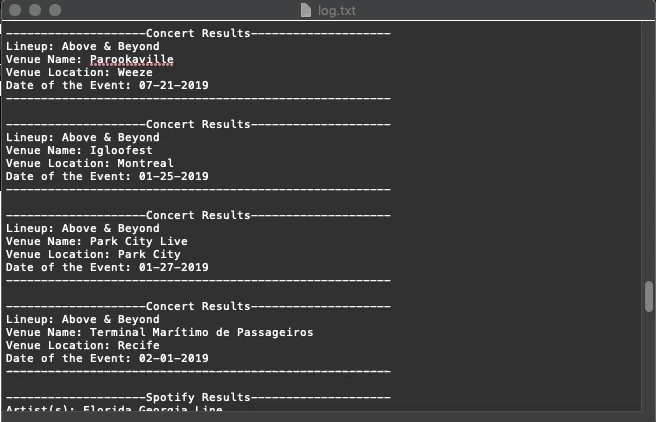 log.txt
--------------------Concert Results--------------------
Lineup: Above & Beyond
Venue Name: Parookaville
Venue Location: Weeze
Date of the Event: 07-21-2019
-------------------------------------------------------
--------------------Concert Results--------------------
Lineup: Above & Beyond
Venue Name: Igloofest
Venue Location: Montreal
Date of the Event: 01-25-2019
-------------------------------------------------------
--------------------Concert Results--------------------
Lineup: Above & Beyond
Venue Name: Park City Live
Venue Location: Park City
Date of the Event: 01-27-2019
-------------------------------------------------------
--------------------Concert Results--------------------
Lineup: Above & Beyond
Venue Name: Terminal Marítimo de Passageiros
Venue Location: Recife
Date of the Event: 02-01-2019
-------------------------------------------------------
--------------------Spotify Results--------------------
Artist(s): Florida Georgia Line